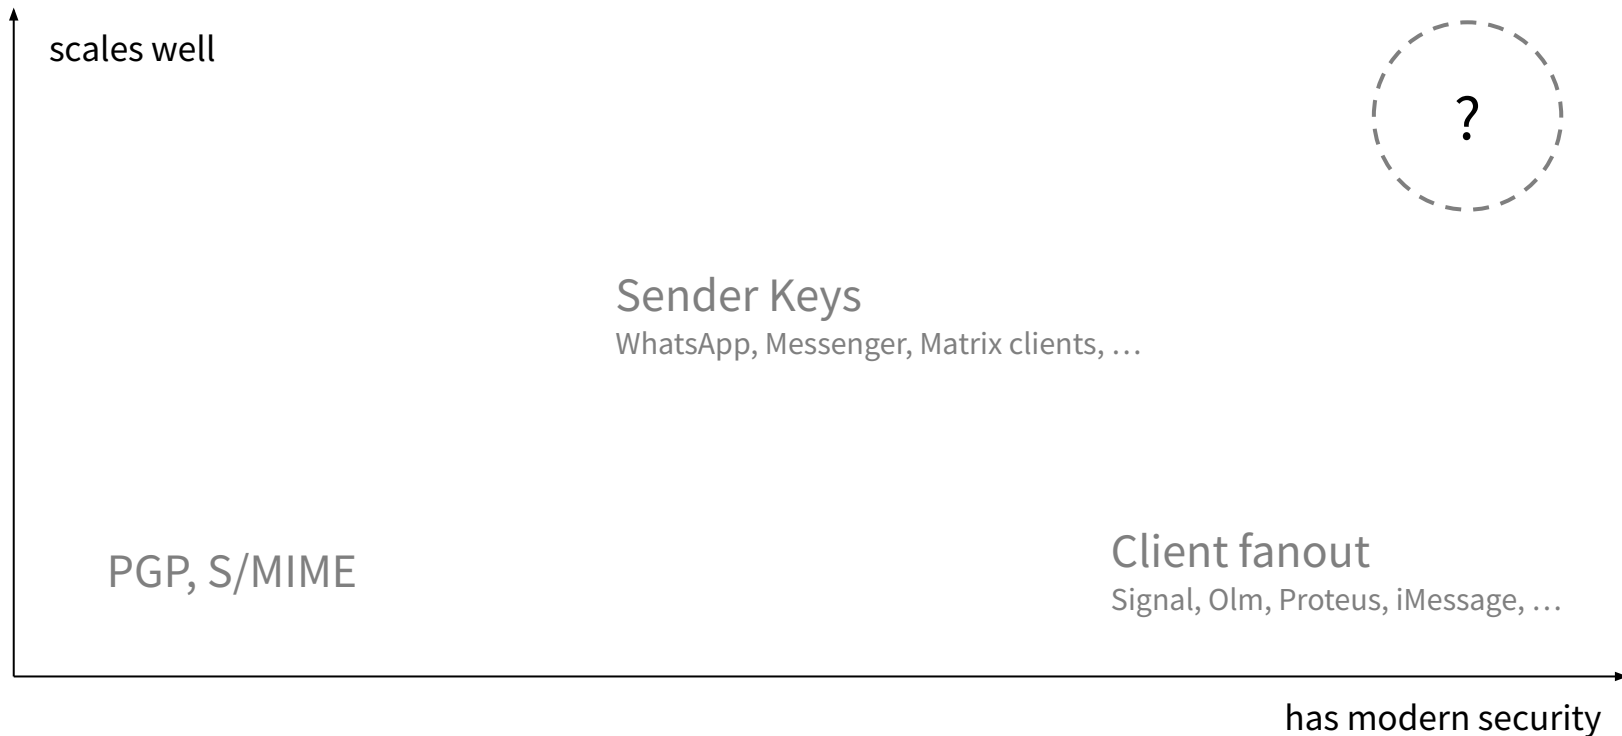 scales well
?
Sender Keys
WhatsApp, Messenger, Matrix clients, …
PGP, S/MIME
Client fanout
Signal, Olm, Proteus, iMessage, …
has modern security